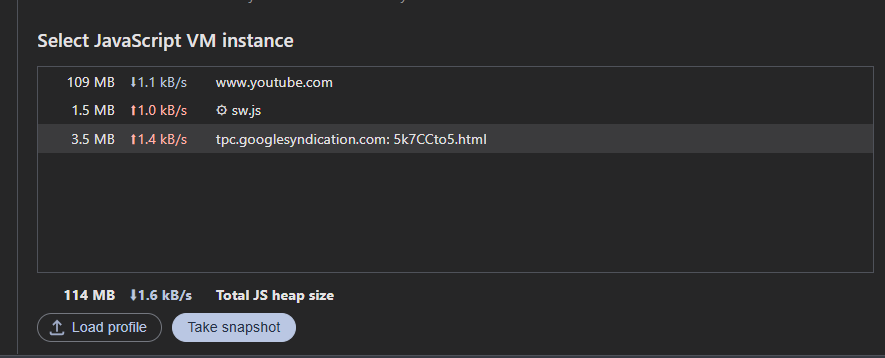 Select JavaScript VM instance
109 MB ⬇1.1 kB/s www.youtube.com
1.5 MB ⬆1.0 kB/s ⚙ sw.js
3.5 MB ⬆1.4 kB/s tpc.googlesyndication.com: 5k7CCto5.html
114 MB ⬇1.6 kB/s Total JS heap size
Load profile Take snapshot